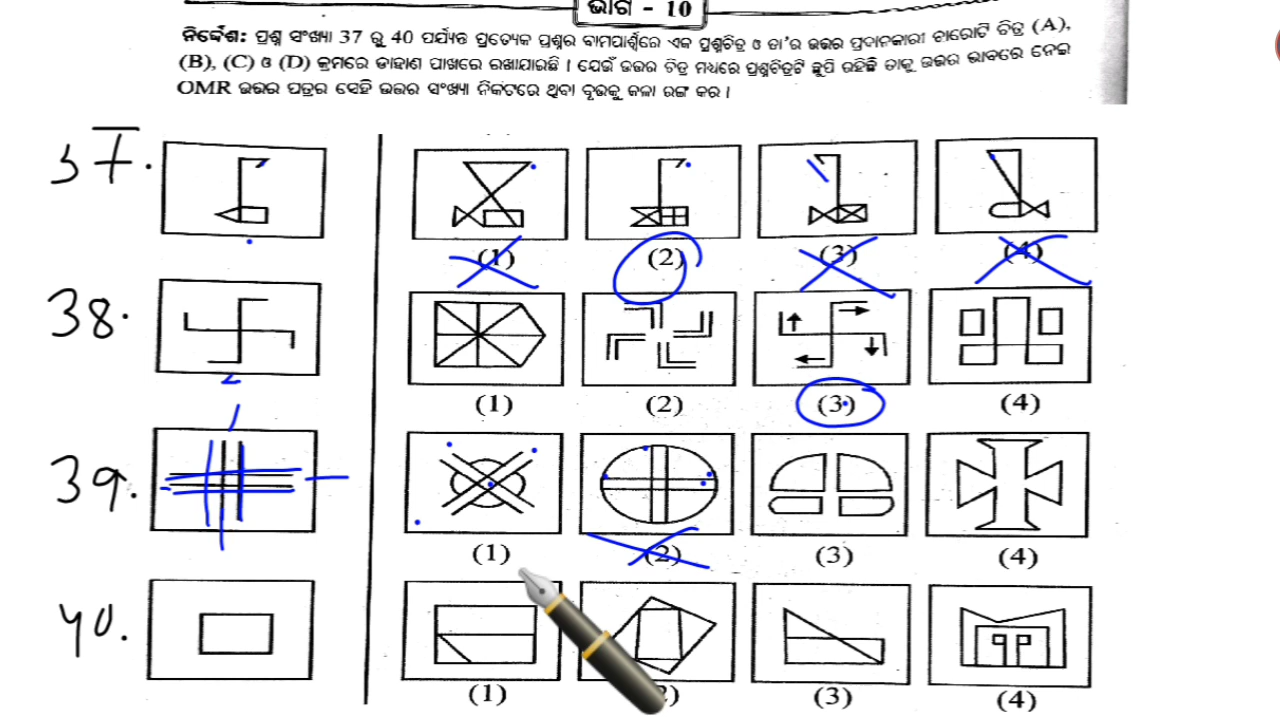 ଭାଗ - 10
ନିର୍ଦ୍ଦେଶ: ପ୍ରଶ୍ନ ସଂଖ୍ୟା 37 ରୁ 40 ପର୍ଯ୍ୟନ୍ତ ପ୍ରତ୍ୟେକ ପ୍ରଶ୍ନର ବାମପାର୍ଶ୍ୱରେ ଏକ ପ୍ରଶ୍ନଚିତ୍ର ଓ ତା'ର ଉତ୍ତର ପ୍ରଦାନକାରୀ ଚାରୋଟି ଚିତ୍ର (A),
(B), (C) ଓ (D) କ୍ରମରେ ଡାହାଣ ପାଖରେ ରଖାଯାଇଛି । ଯେଉଁ ଉତ୍ତର ଚିତ୍ର ମଧ୍ୟରେ ପ୍ରଶ୍ନଚିତ୍ରଟି ଛୁପି ରହିଛି ତାକୁ ଉତ୍ତର ଭାବରେ ନେଇ
OMR ଉତ୍ତର ପତ୍ରର ସେହି ଉତ୍ତର ସଂଖ୍ୟା ନିକଟରେ ଥିବା ବୃତ୍ତକୁ କଳା ରଙ୍ଗ କର ।
37.
(1) (2) (3) (4)
38.
(1) (2) (3) (4)
39.
(1) (2) (3) (4)
40.
(1) (3) (4)